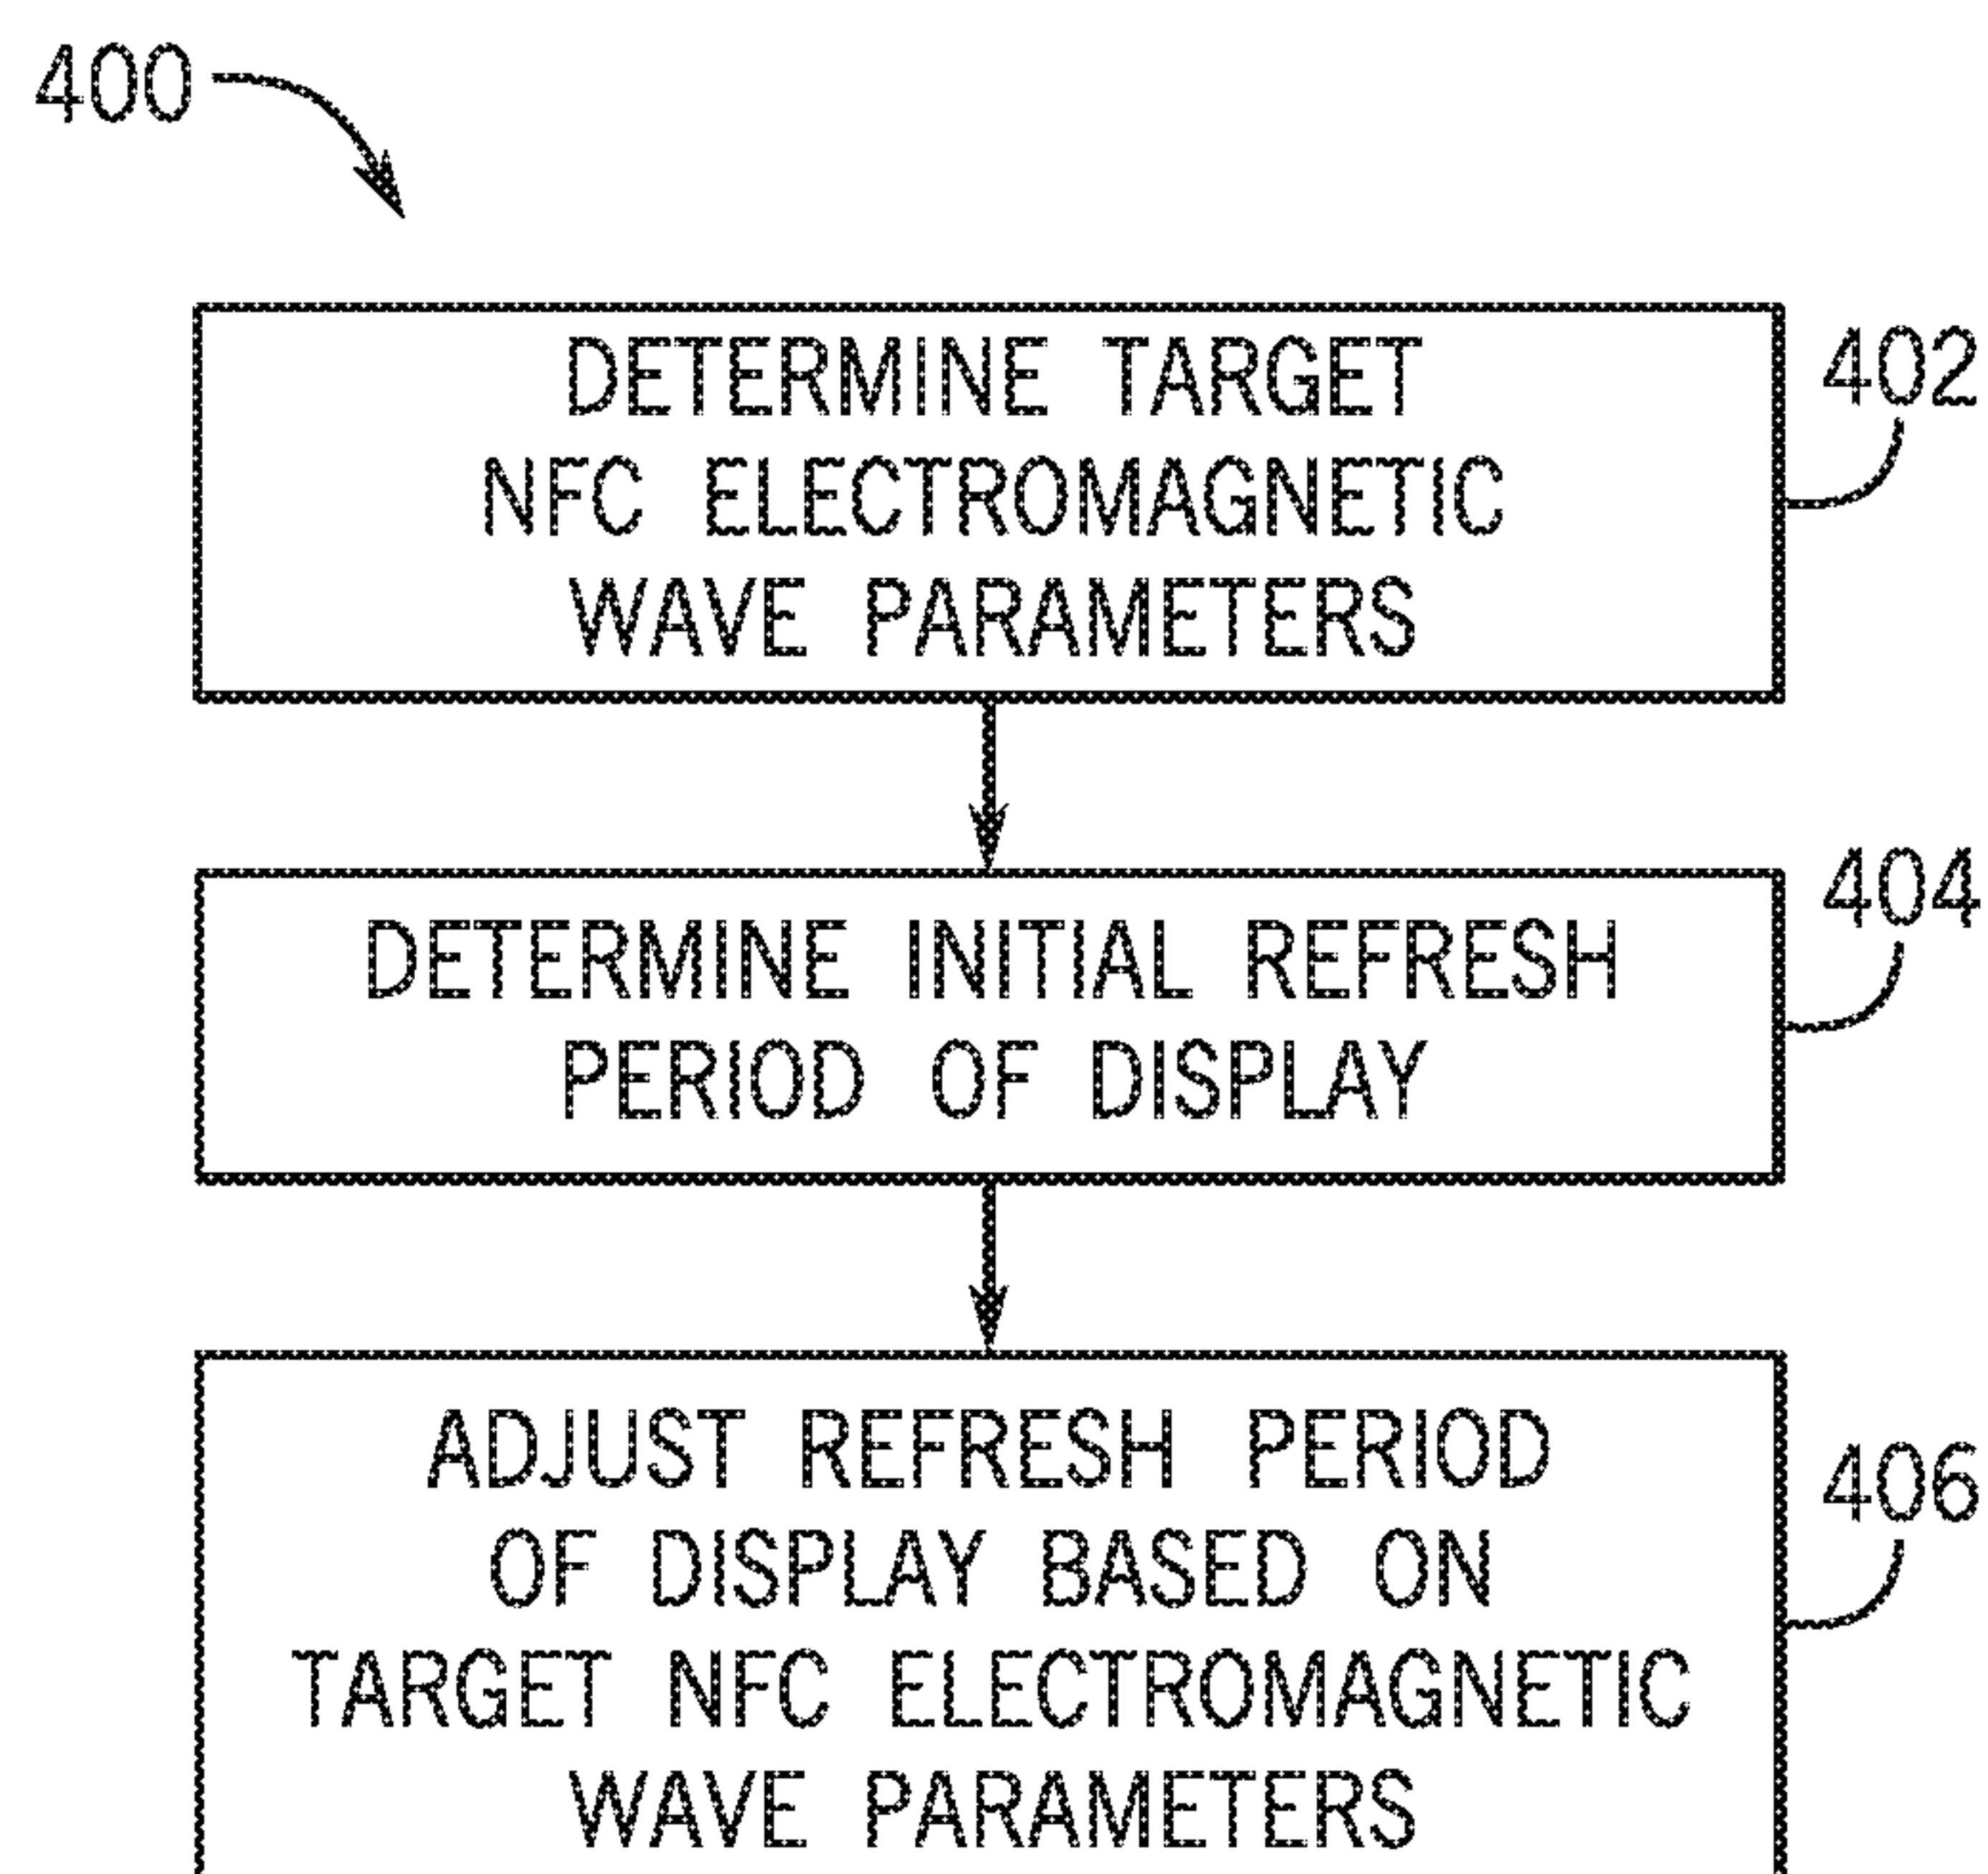 400
DETERMINE TARGET
NFC ELECTROMAGNETIC
WAVE PARAMETERS
402
DETERMINE INITIAL REFRESH
PERIOD OF DISPLAY
404
ADJUST REFRESH PERIOD
OF DISPLAY BASED ON
TARGET NFC ELECTROMAGNETIC
WAVE PARAMETERS
406